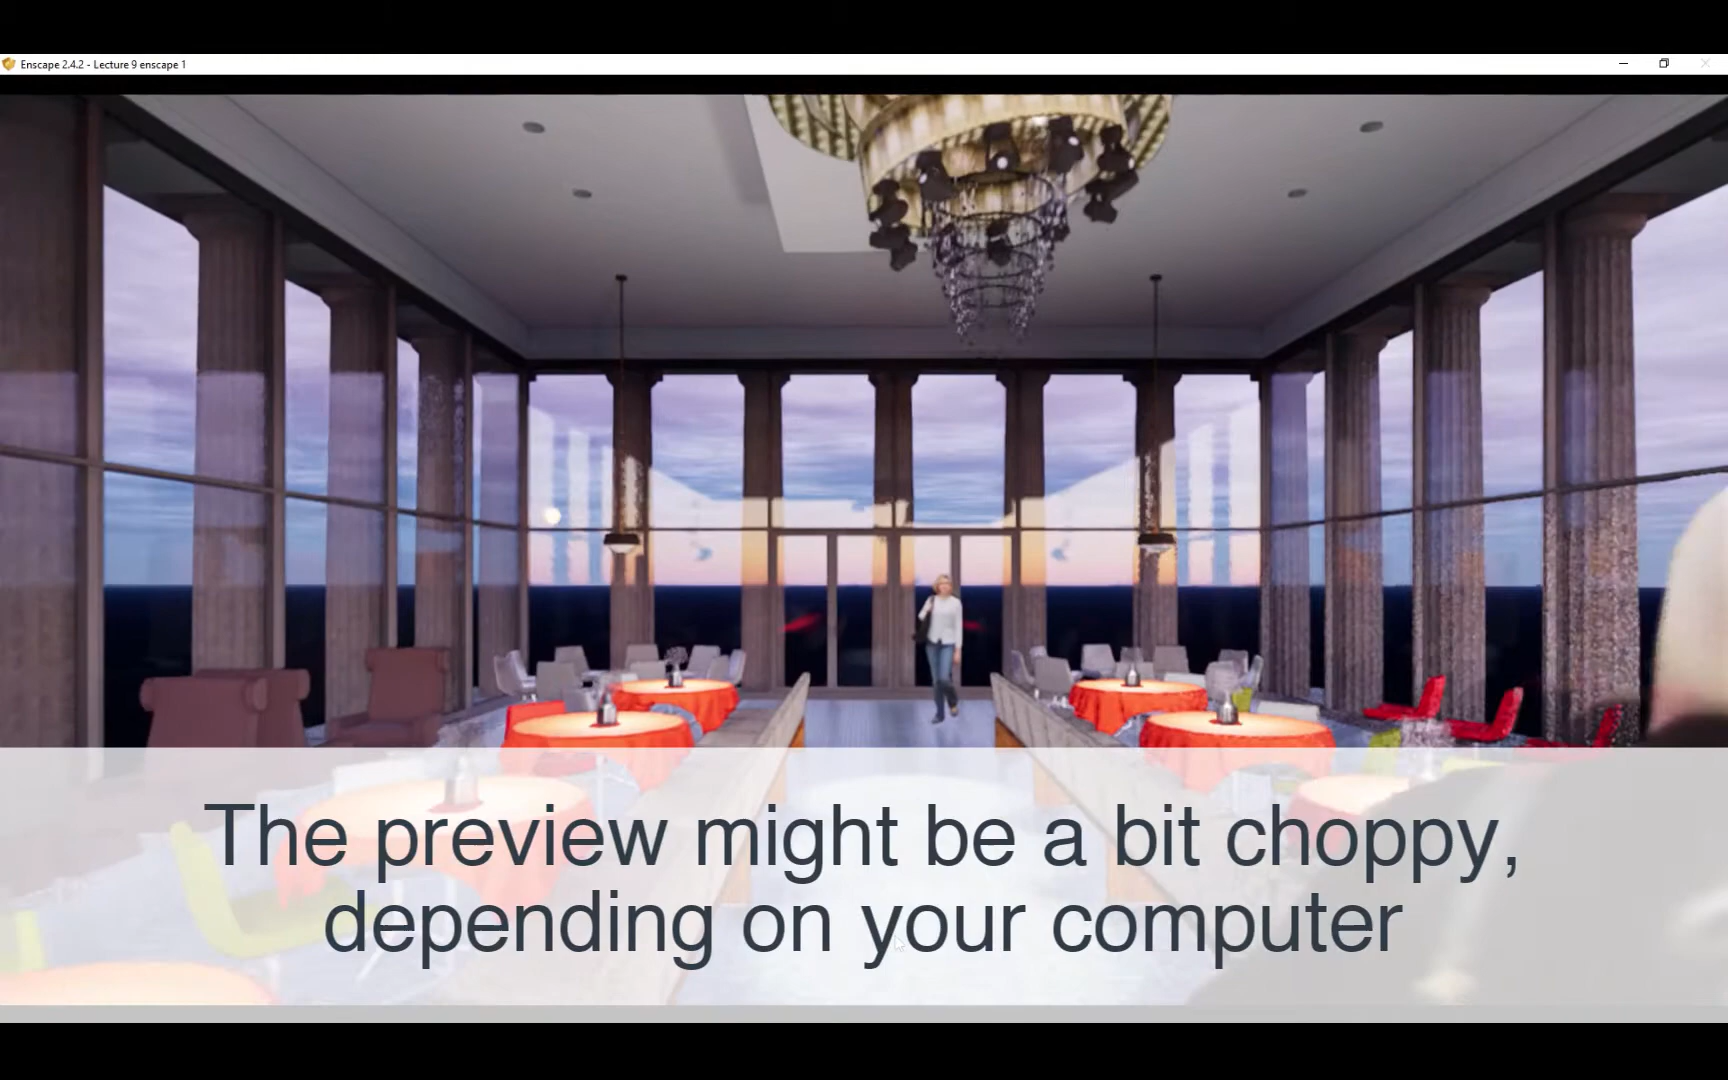 Enscape 2.4.2 - Lecture 9 enscape 1
The preview might be a bit choppy,
depending on your computer